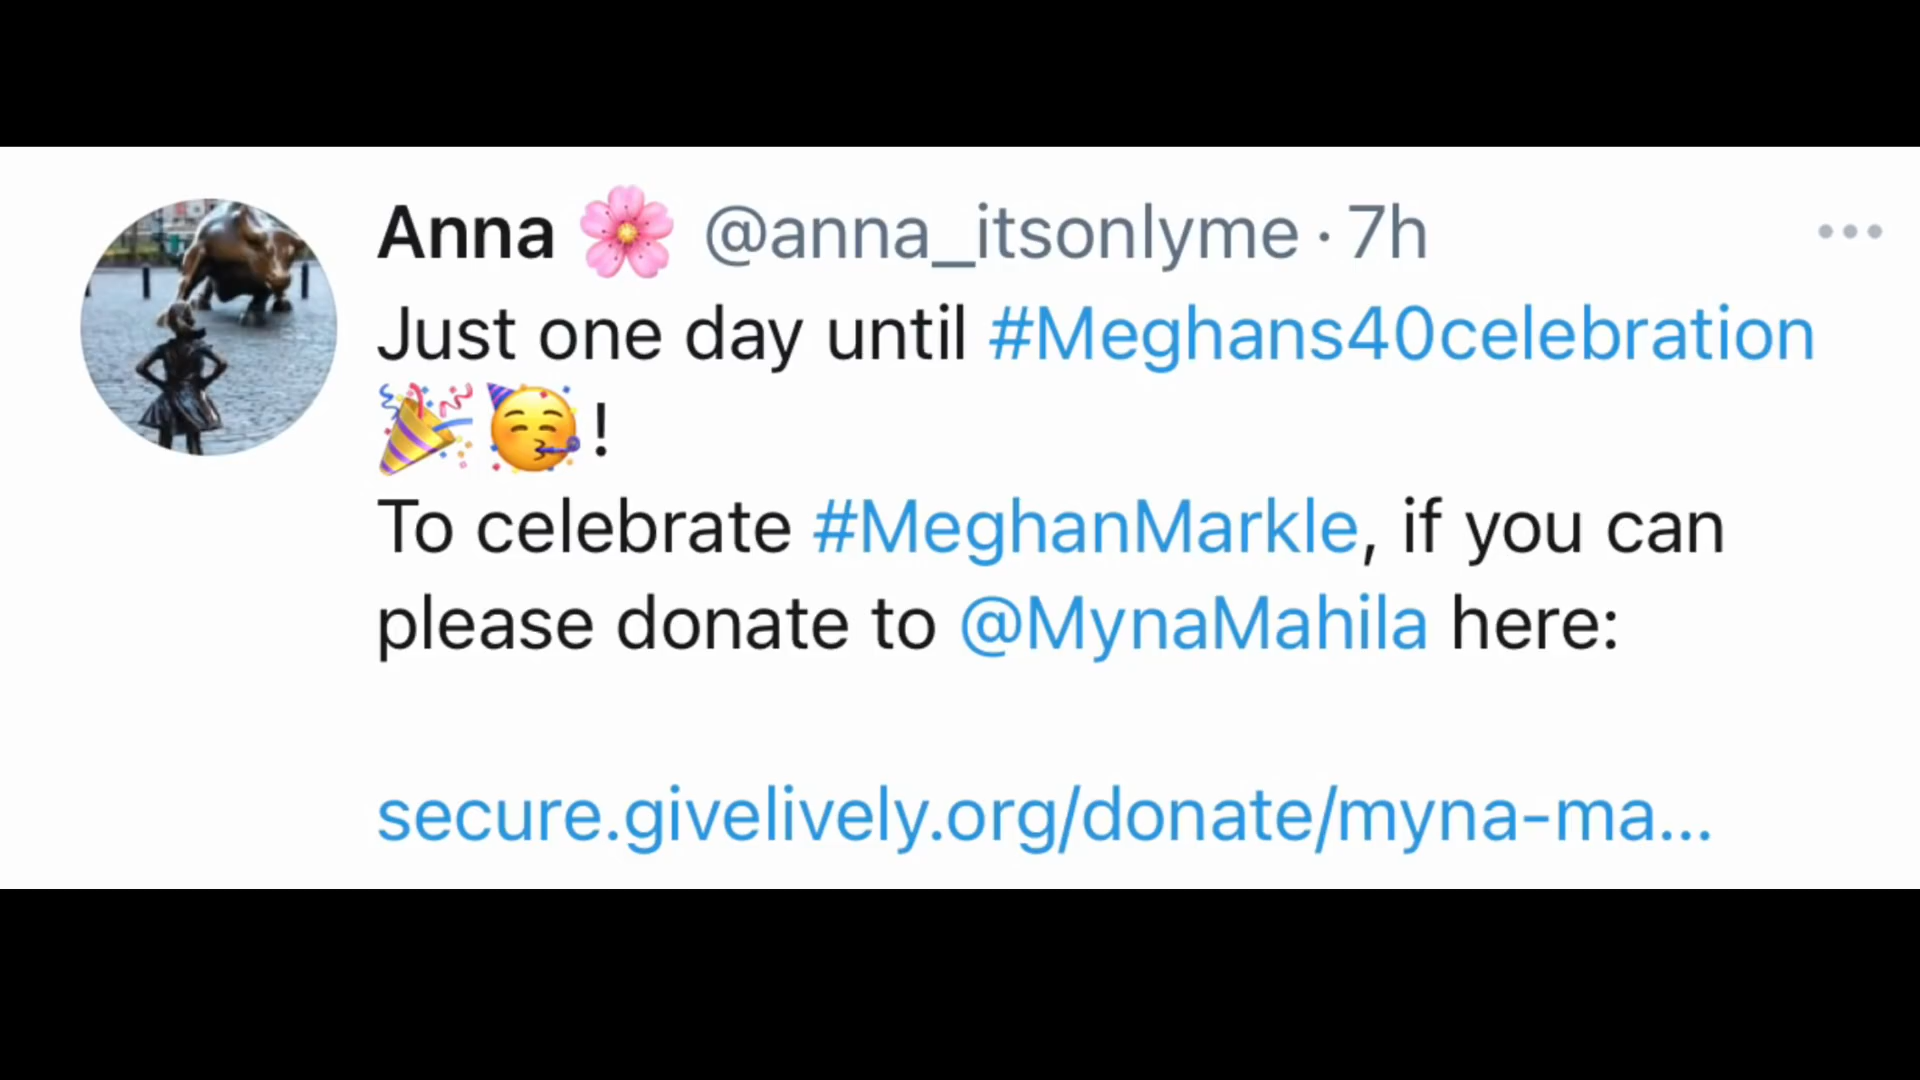 Anna 🌸 @anna_itsonlyme · 7h
Just one day until #Meghans40celebration
🎉🥳!
To celebrate #MeghanMarkle, if you can
please donate to @MynaMahila here:
secure.givelively.org/donate/myna-ma...